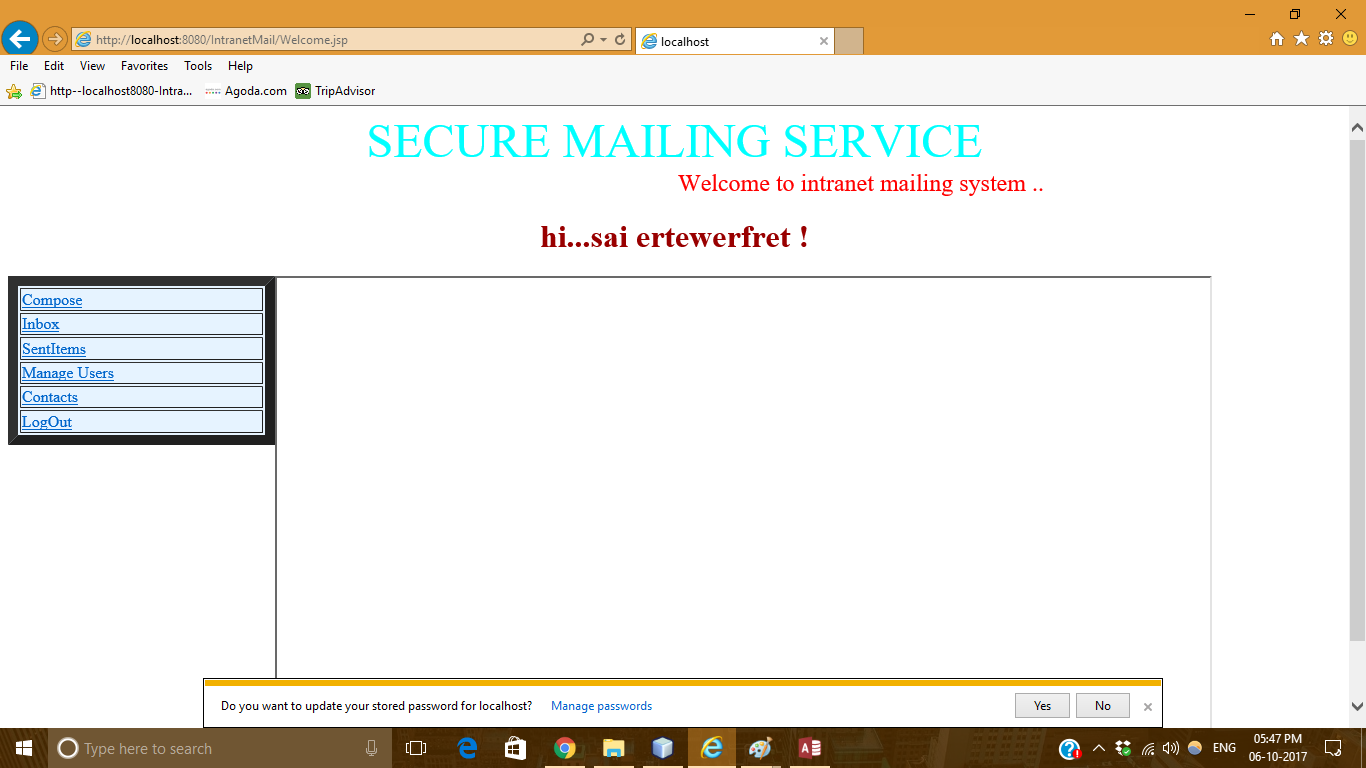 http://localhost:8080/IntranetMail/Welcome.jsp
localhost
File Edit View Favorites Tools Help
http--localhost8080-Intra... Agoda.com TripAdvisor
SECURE MAILING SERVICE
Welcome to intranet mailing system ..
hi...sai ertewerfret !
Compose
Inbox
SentItems
Manage Users
Contacts
LogOut
Do you want to update your stored password for localhost? Manage passwords Yes No
Type here to search
ENG
05:47 PM
06-10-2017